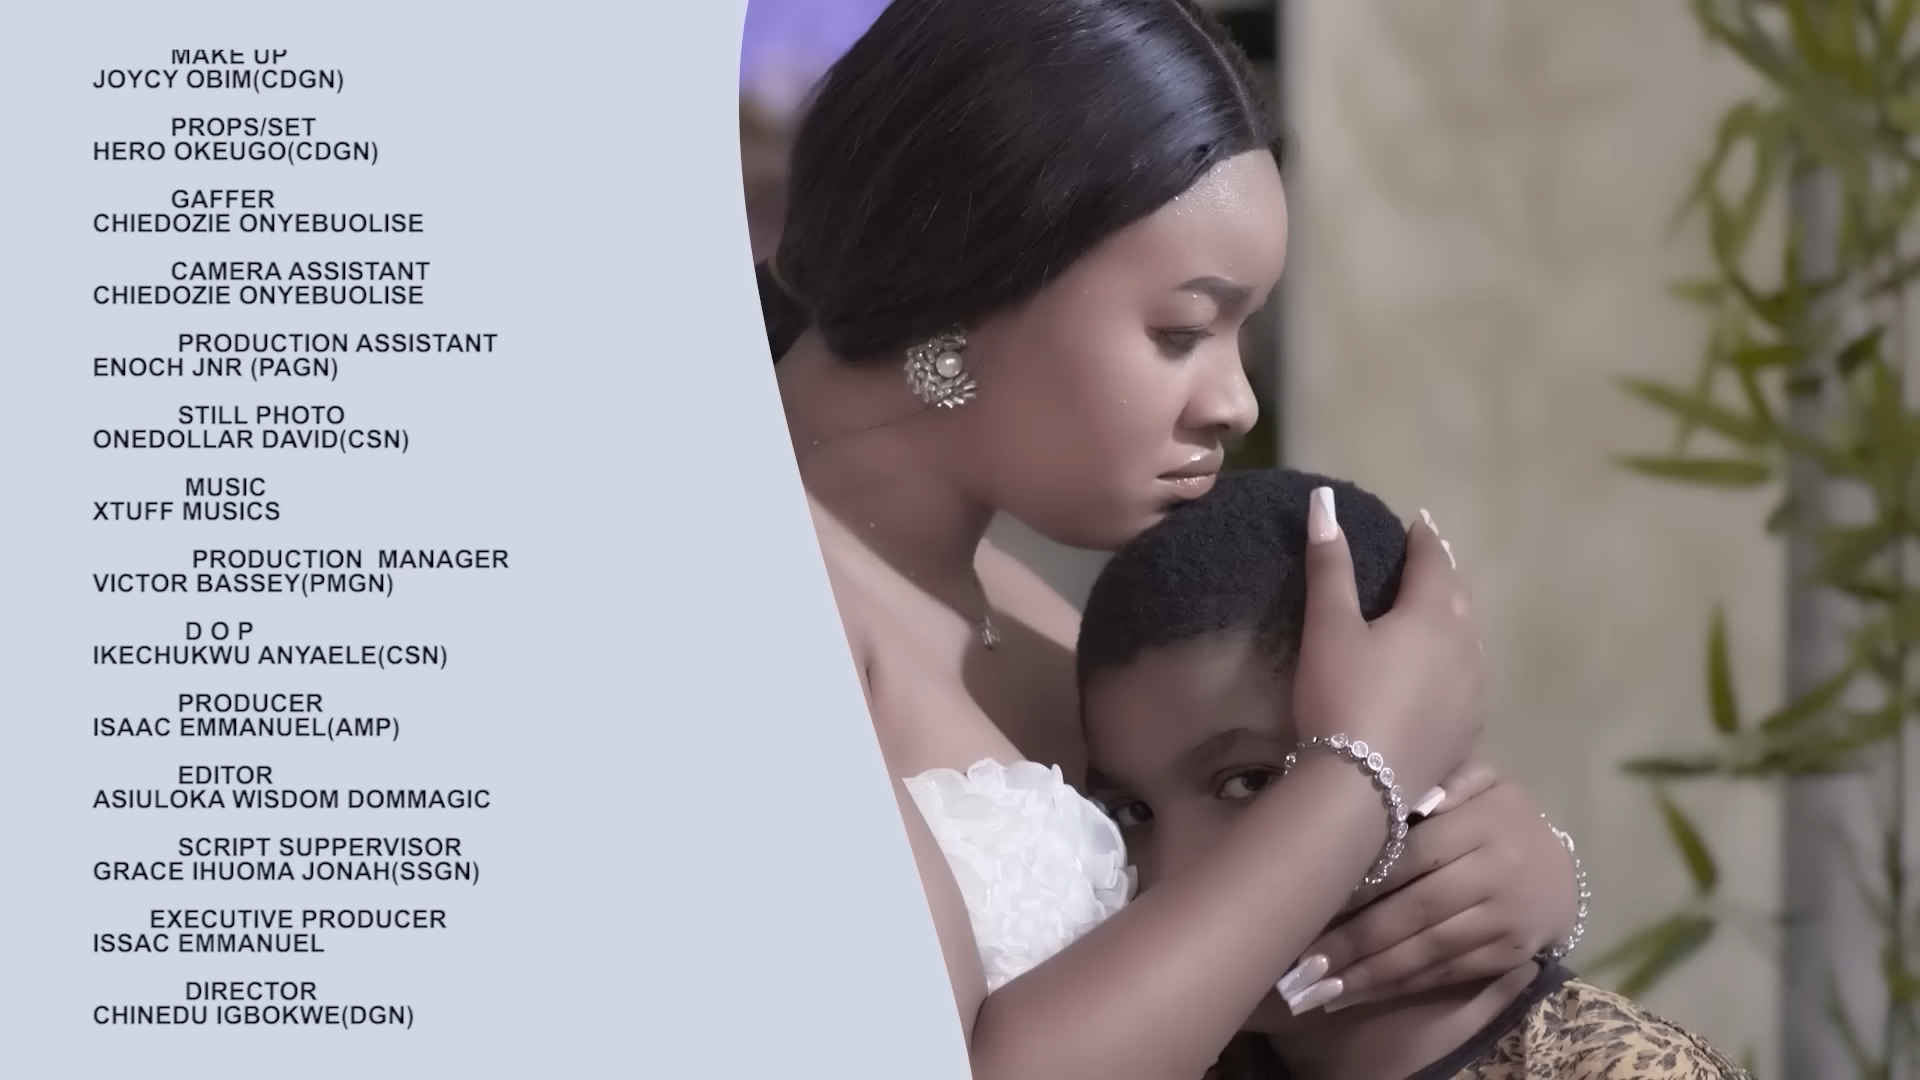 MAKE UP
JOYCY OBIM(CDGN)
PROPS/SET
HERO OKEUGO(CDGN)
GAFFER
CHIEDOZIE ONYEBUOLISE
CAMERA ASSISTANT
CHIEDOZIE ONYEBUOLISE
PRODUCTION ASSISTANT
ENOCH JNR (PAGN)
STILL PHOTO
ONEDOLLAR DAVID(CSN)
MUSIC
XTUFF MUSICS
PRODUCTION  MANAGER
VICTOR BASSEY(PMGN)
D O P
IKECHUKWU ANYAELE(CSN)
PRODUCER
ISAAC EMMANUEL(AMP)
EDITOR
ASIULOKA WISDOM DOMMAGIC
SCRIPT SUPPERVISOR
GRACE IHUOMA JONAH(SSGN)
EXECUTIVE PRODUCER
ISSAC EMMANUEL
DIRECTOR
CHINEDU IGBOKWE(DGN)